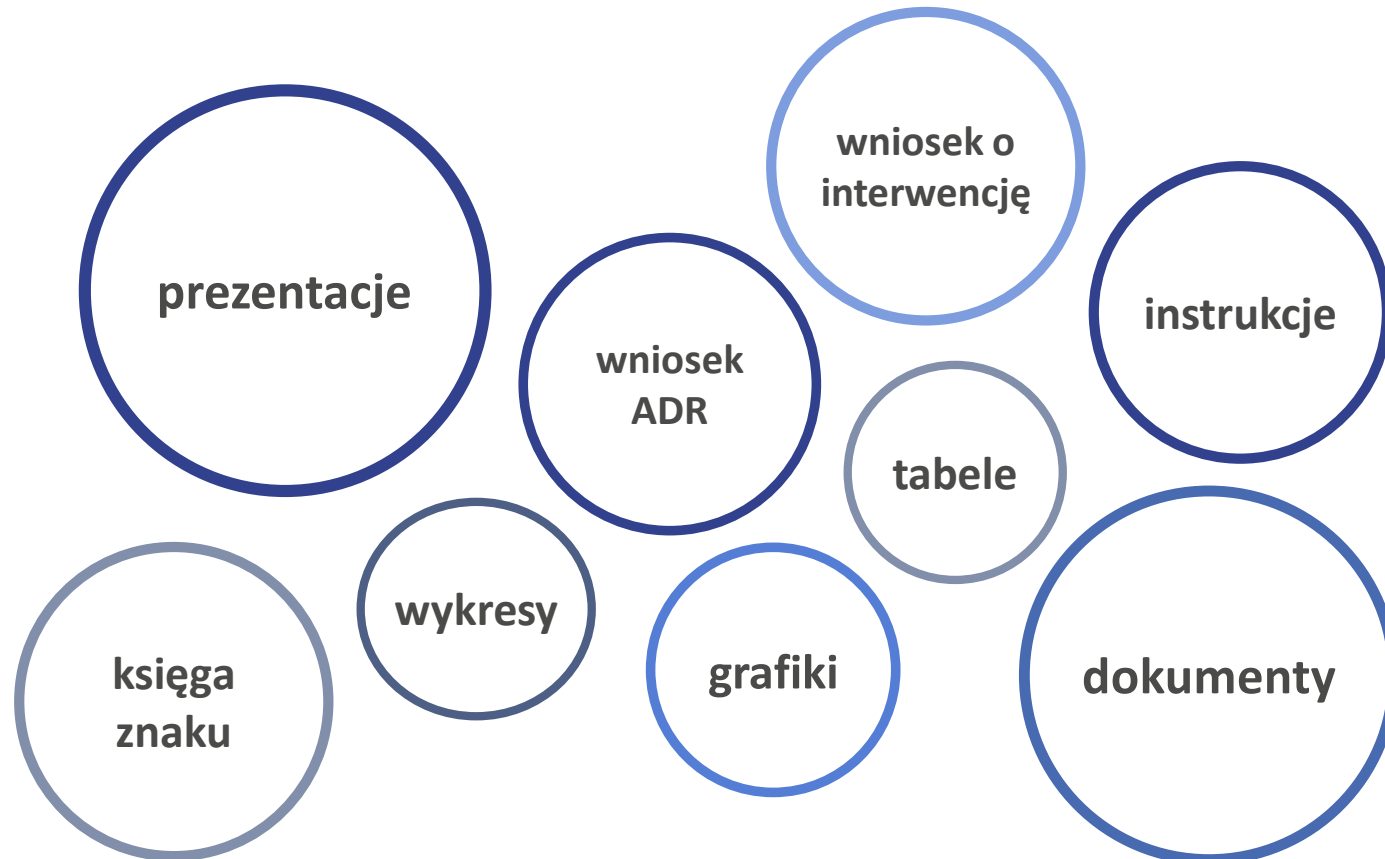 wniosek o
interwencję
prezentacje
instrukcje
wniosek
ADR
tabele
wykresy
księga
znaku
grafiki
dokumenty